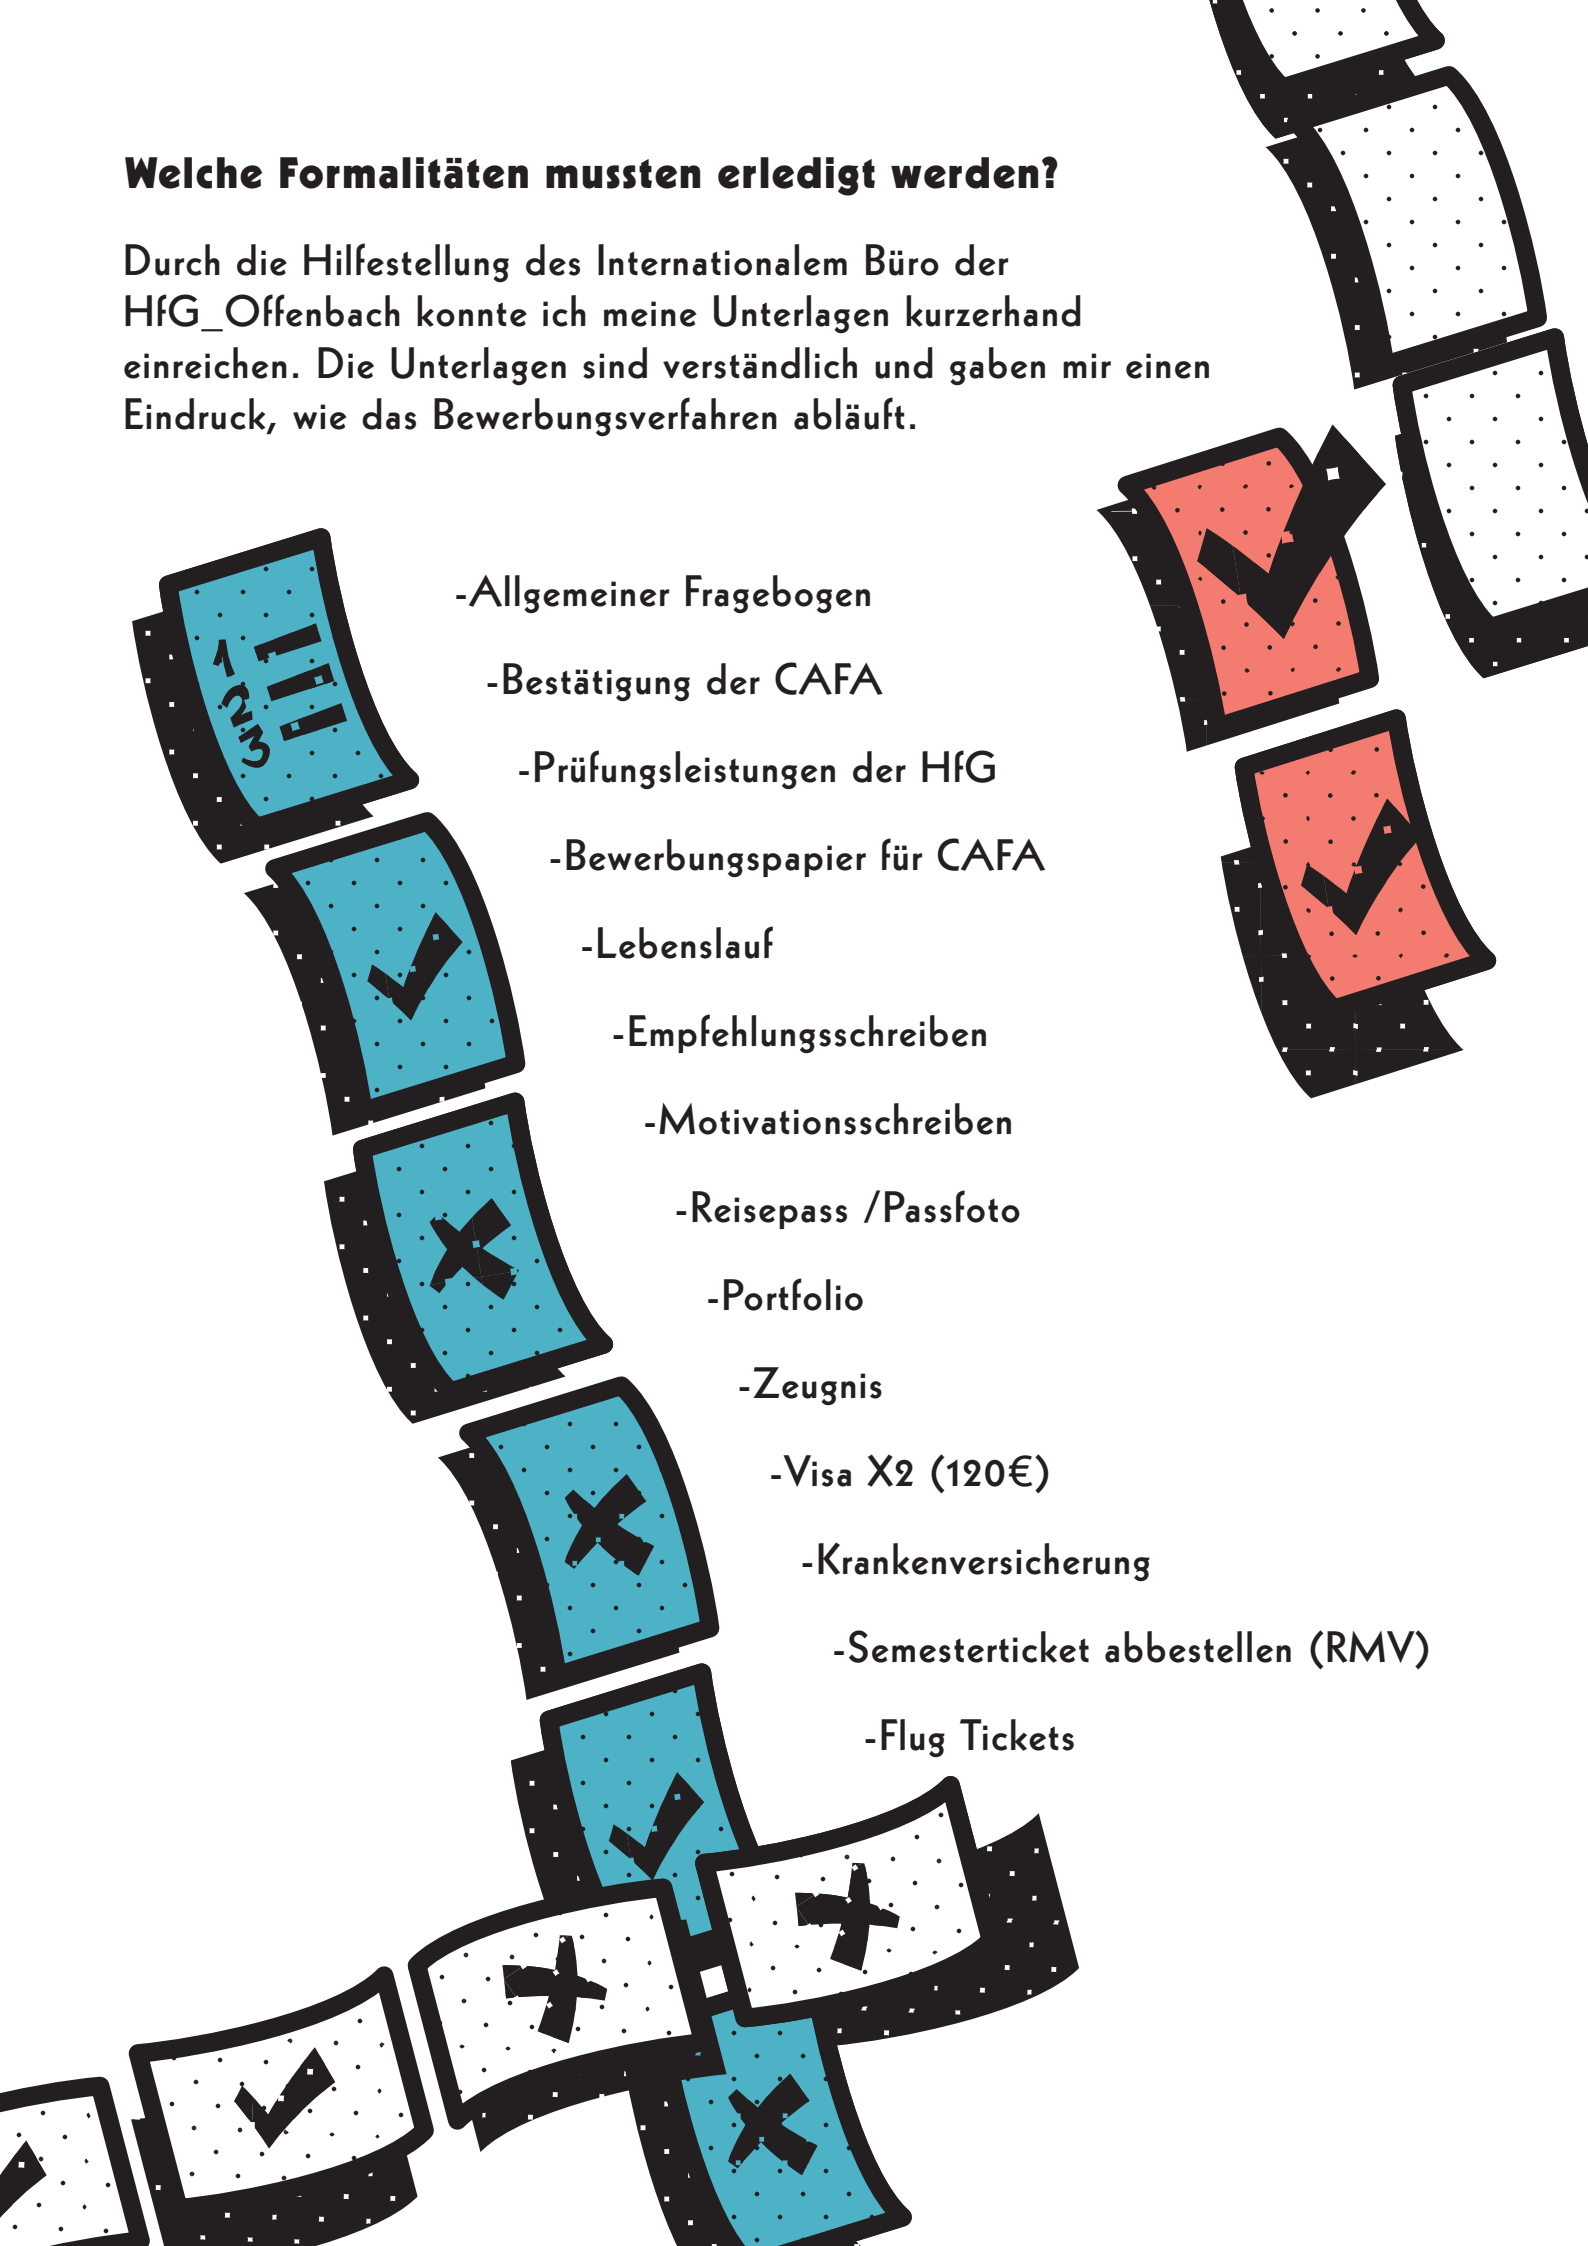 Welche Formalitäten mussten erledigt werden?
Durch die Hilfestellung des Internationalem Büro der
HfG_Offenbach konnte ich meine Unterlagen kurzerhand
einreichen. Die Unterlagen sind verständlich und gaben mir einen
Eindruck, wie das Bewerbungsverfahren abläuft.
-Allgemeiner Fragebogen
-Bestätigung der CAFA
-Prüfungsleistungen der HfG
-Bewerbungspapier für CAFA
-Lebenslauf
-Empfehlungsschreiben
-Motivationsschreiben
-Reisepass /Passfoto
-Portfolio
-Zeugnis
-Visa X2 (120€)
-Krankenversicherung
-Semesterticket abbestellen (RMV)
-Flug Tickets
1
2
3